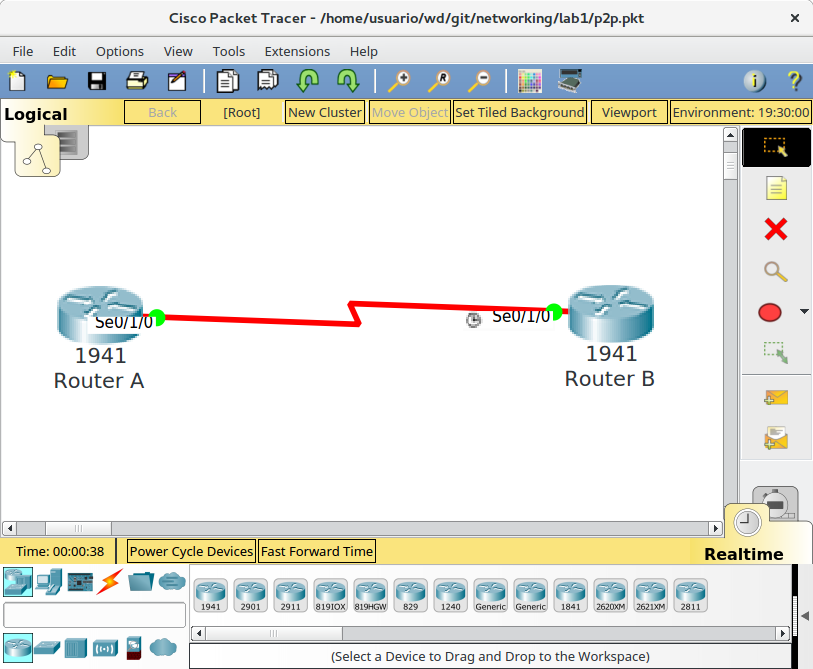 Cisco Packet Tracer - /home/usuario/wd/git/networking/lab1/p2p.pkt
File Edit Options View Tools Extensions Help
Logical Back [Root] New Cluster Move Object Set Tiled Background Viewport Environment: 19:30:00
Se0/1/0 Se0/1/0
1941 1941
Router A Router B
Time: 00:00:38 Power Cycle Devices Fast Forward Time Realtime
1941 2901 2911 819IOX 819HGW 829 1240 Generic Generic 1841 2620XM 2621XM 2811
(Select a Device to Drag and Drop to the Workspace)